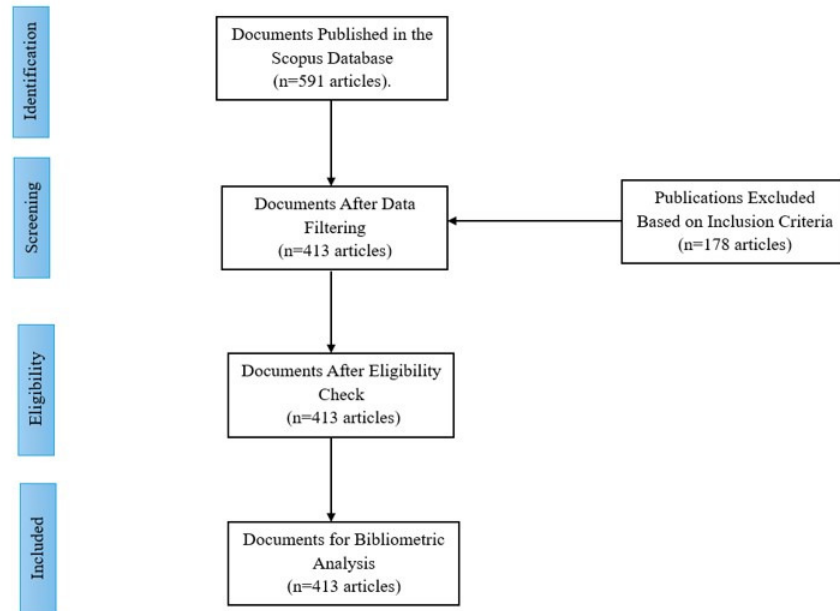 Identification
Documents Published in the
Scopus Database
(n=591 articles).
Screening
Documents After Data
Filtering
(n=413 articles)
Publications Excluded
Based on Inclusion Criteria
(n=178 articles)
Eligibility
Documents After Eligibility
Check
(n=413 articles)
Included
Documents for Bibliometric
Analysis
(n=413 articles)